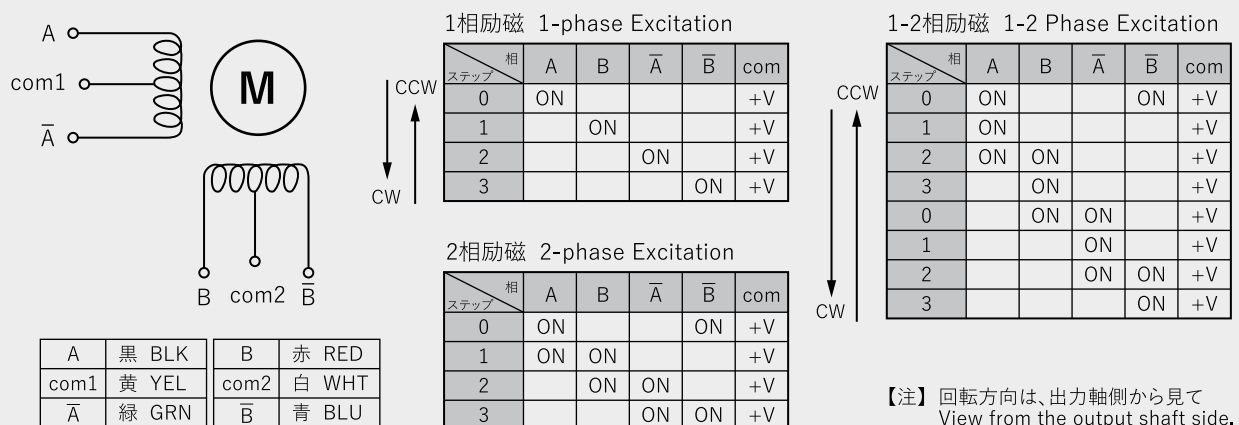 A
com1
A̅
M
B com2 B̅
A 黒 BLK B 赤 RED
com1 黄 YEL com2 白 WHT
A̅ 緑 GRN B̅ 青 BLU
1相励磁 1-phase Excitation
CCW
CW
ステップ 相 A B A̅ B̅ com
0 ON +V
1 ON +V
2 ON +V
3 ON +V
2相励磁 2-phase Excitation
ステップ 相 A B A̅ B̅ com
0 ON ON +V
1 ON ON +V
2 ON ON +V
3 ON ON +V
1-2相励磁 1-2 Phase Excitation
CCW
CW
ステップ 相 A B A̅ B̅ com
0 ON ON +V
1 ON +V
2 ON ON +V
3 ON +V
0 ON ON +V
1 ON +V
2 ON ON +V
3 ON +V
【注】回転方向は、出力軸側から見て
View from the output shaft side.